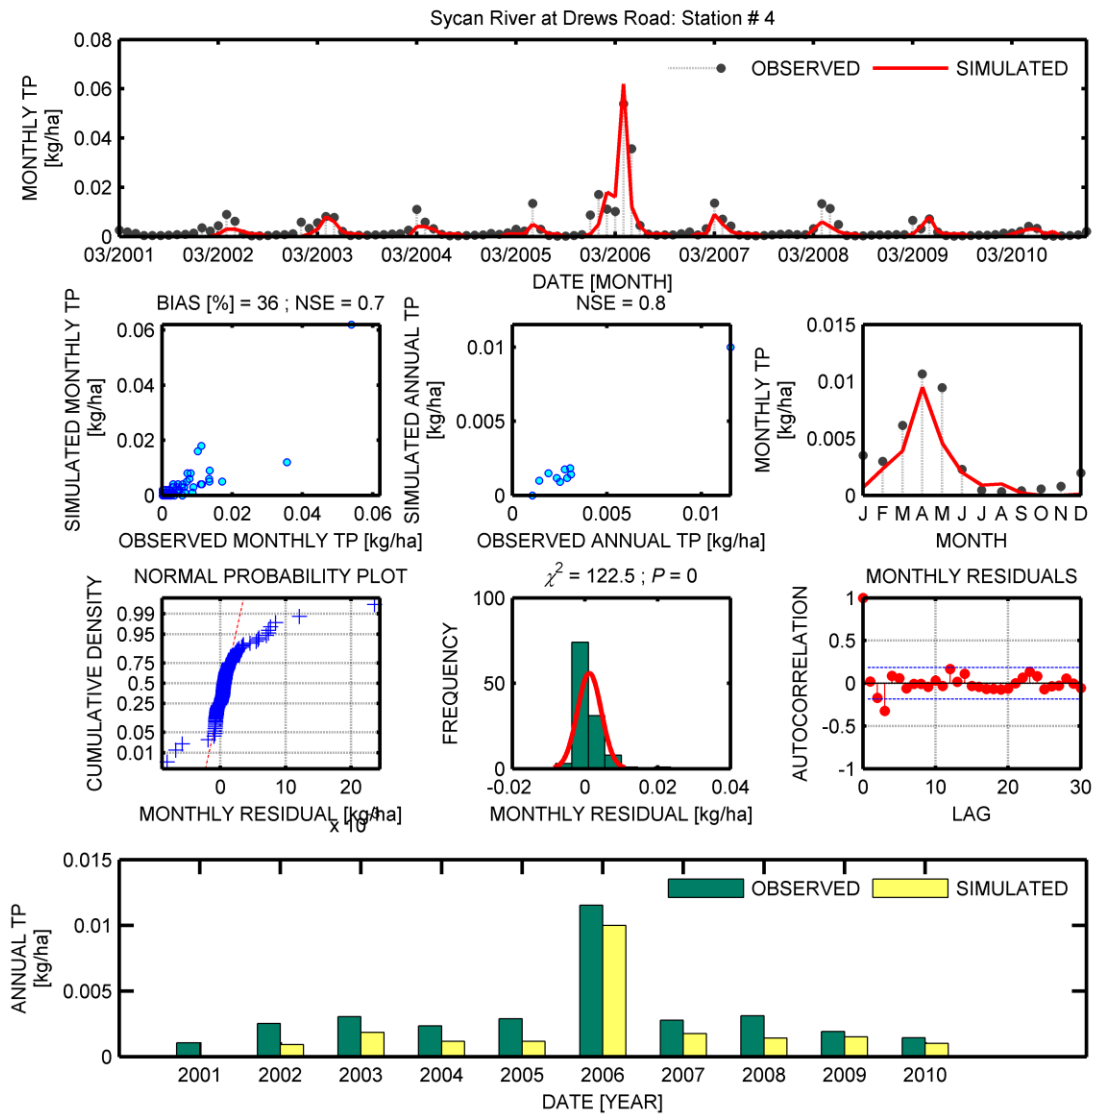 Sycan River at Drews Road: Station # 4
0.08
0.06
0.04
0.02
0
MONTHLY TP
[kg/ha]
OBSERVED
SIMULATED
03/2001 03/2002 03/2003 03/2004 03/2005 03/2006 03/2007 03/2008 03/2009 03/2010
DATE [MONTH]
BIAS [%] = 36 ; NSE = 0.7
SIMULATED MONTHLY TP
[kg/ha]
0.06
0.04
0.02
0
0 0.02 0.04 0.06
OBSERVED MONTHLY TP [kg/ha]
NSE = 0.8
SIMULATED ANNUAL TP
[kg/ha]
0.01
0.005
0
0.005 0.01
OBSERVED ANNUAL TP [kg/ha]
MONTHLY TP
[kg/ha]
0.015
0.01
0.005
0
J F M A M J J A S O N D
MONTH
NORMAL PROBABILITY PLOT
CUMULATIVE DENSITY
0.99
0.95
0.75
0.5
0.25
0.05
0.01
0 10 20
MONTHLY RESIDUAL [kg/ha]
x 10
χ2 = 122.5 ; P = 0
FREQUENCY
100
50
0
-0.02 0 0.02 0.04
MONTHLY RESIDUAL [kg/ha]
MONTHLY RESIDUALS
AUTOCORRELATION
1
0.5
0
-0.5
-1
0 10 20 30
LAG
ANNUAL TP
[kg/ha]
0.015
0.01
0.005
0
OBSERVED
SIMULATED
2001 2002 2003 2004 2005 2006 2007 2008 2009 2010
DATE [YEAR]